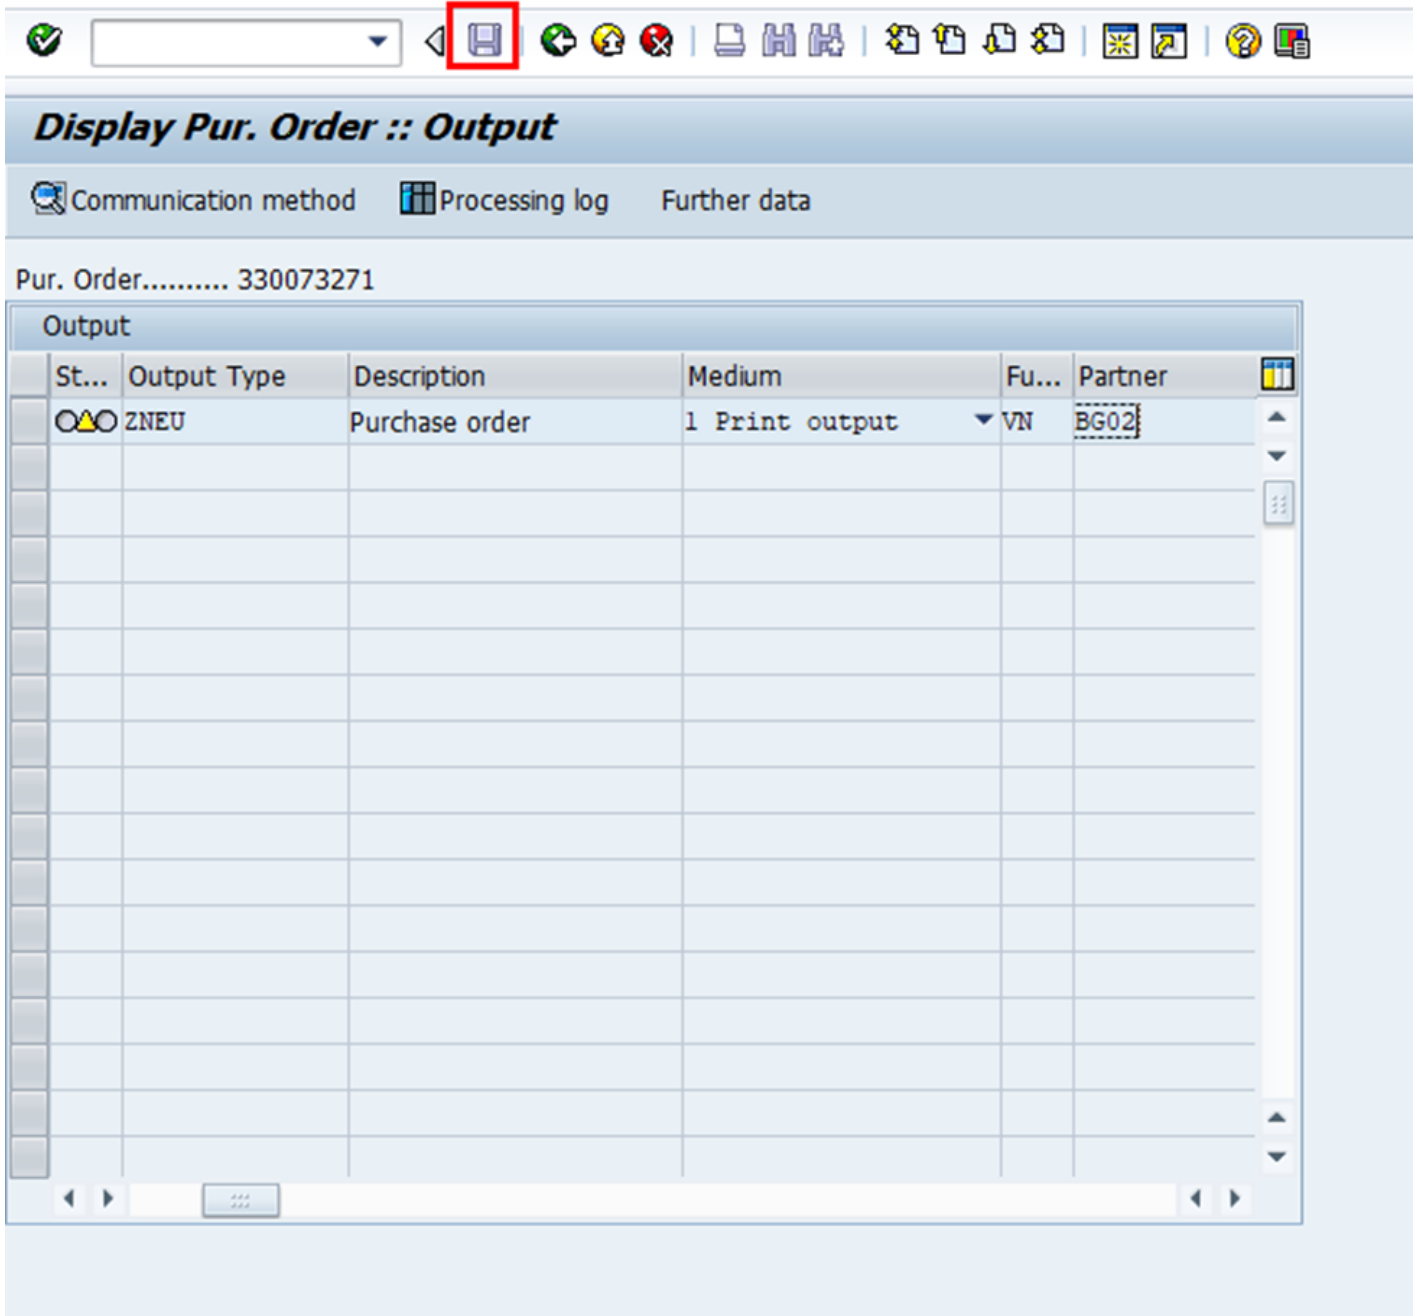 Display Pur. Order :: Output
Communication method Processing log Further data
Pur. Order.......... 330073271
Output
St... Output Type Description Medium Fu... Partner
ZNEU Purchase order 1 Print output VN BG02